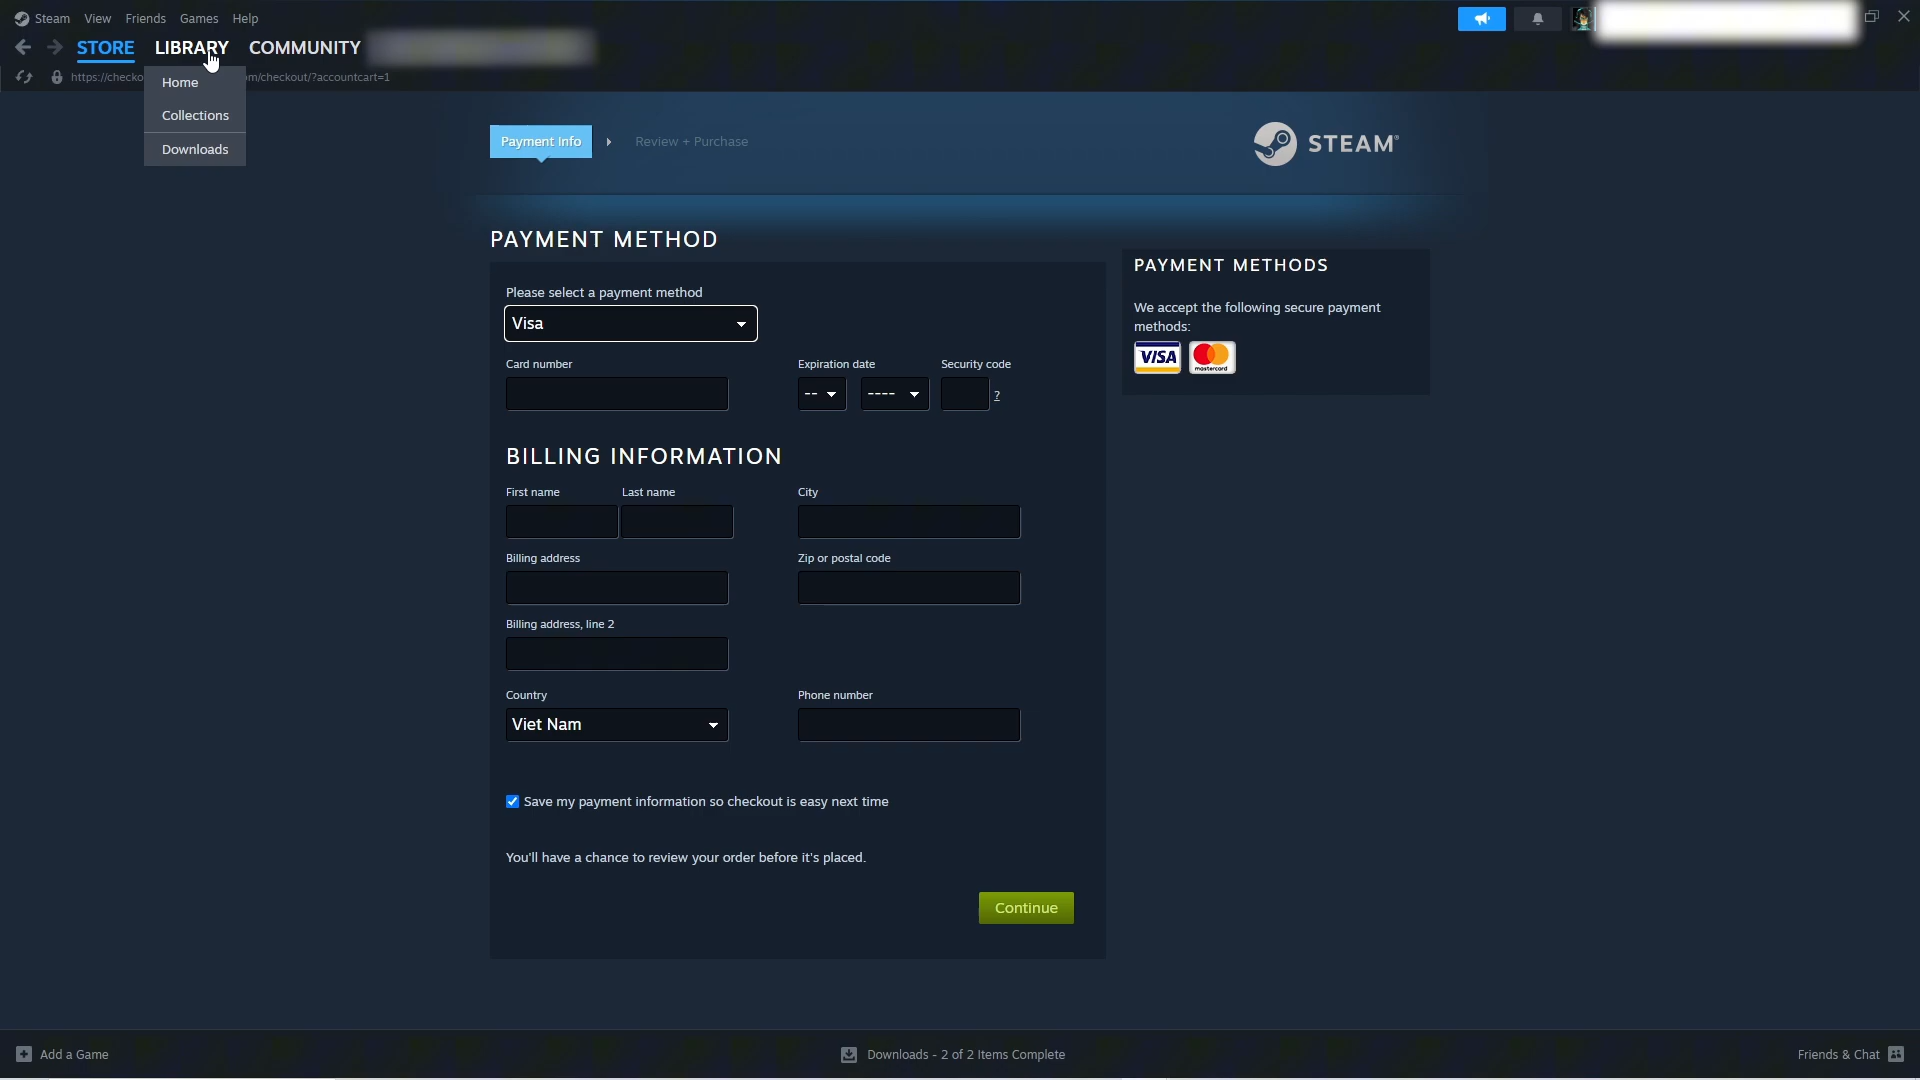 Steam View Friends Games Help
STORE LIBRARY COMMUNITY
https://checko m/checkout/?accountcart=1
Home
Collections
Downloads
Payment Info Review + Purchase
STEAM®
PAYMENT METHOD
Please select a payment method
Visa
Card number Expiration date Security code
-- ---- ?
BILLING INFORMATION
First name Last name City
Billing address Zip or postal code
Billing address, line 2
Country Phone number
Viet Nam
Save my payment information so checkout is easy next time
You'll have a chance to review your order before it's placed.
Continue
PAYMENT METHODS
We accept the following secure payment
methods:
VISA mastercard
Add a Game Downloads - 2 of 2 Items Complete Friends & Chat